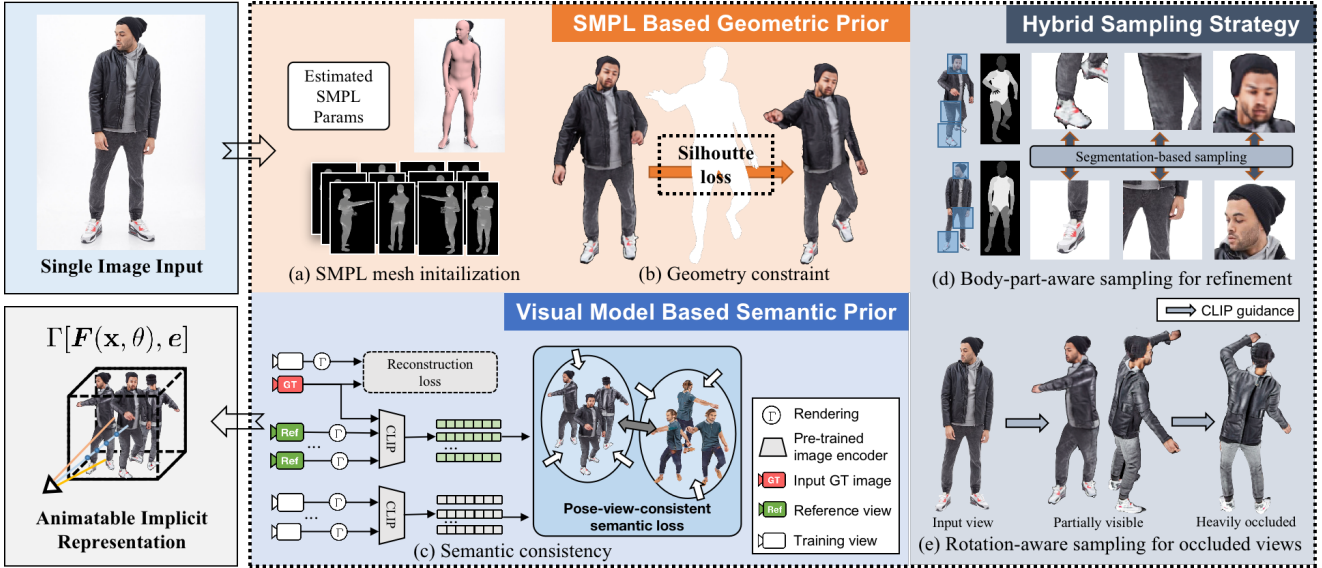 Single Image Input
SMPL Based Geometric Prior
Estimated
SMPL
Params
Silhoutte
loss
(a) SMPL mesh initailization
(b) Geometry constraint
Hybrid Sampling Strategy
Segmentation-based sampling
(d) Body-part-aware sampling for refinement
CLIP guidance
Input view
Partially visible
Heavily occluded
(e) Rotation-aware sampling for occluded views
Visual Model Based Semantic Prior
Γ
Reconstruction
loss
GT
Ref
Γ
...
Ref
Γ
CLIP
...
Γ
...
Γ
CLIP
...
Pose-view-consistent
semantic loss
Γ Rendering
Pre-trained
image encoder
GT Input GT image
Ref Reference view
Training view
(c) Semantic consistency
Γ[F(x, θ), e]
Animatable Implicit
Representation